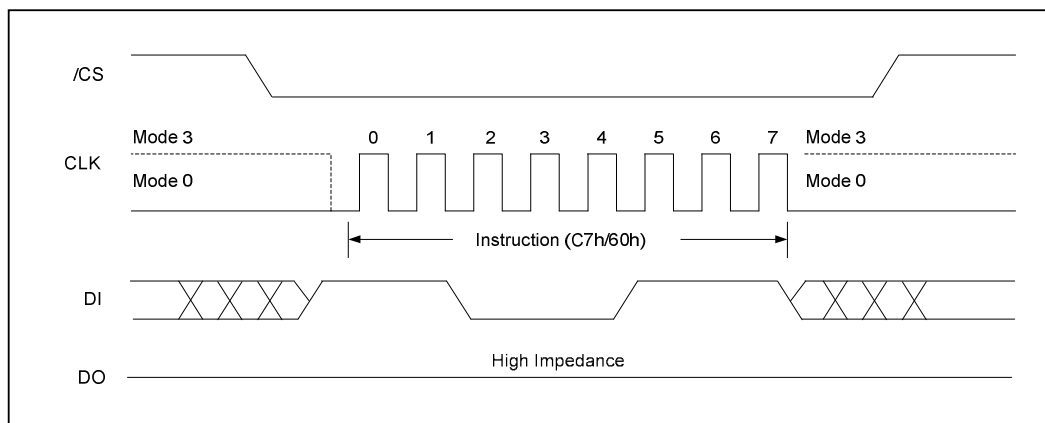 /CS
Mode 3 0 1 2 3 4 5 6 7 Mode 3
CLK
Mode 0 Mode 0
Instruction (C7h/60h)
DI
High Impedance
DO